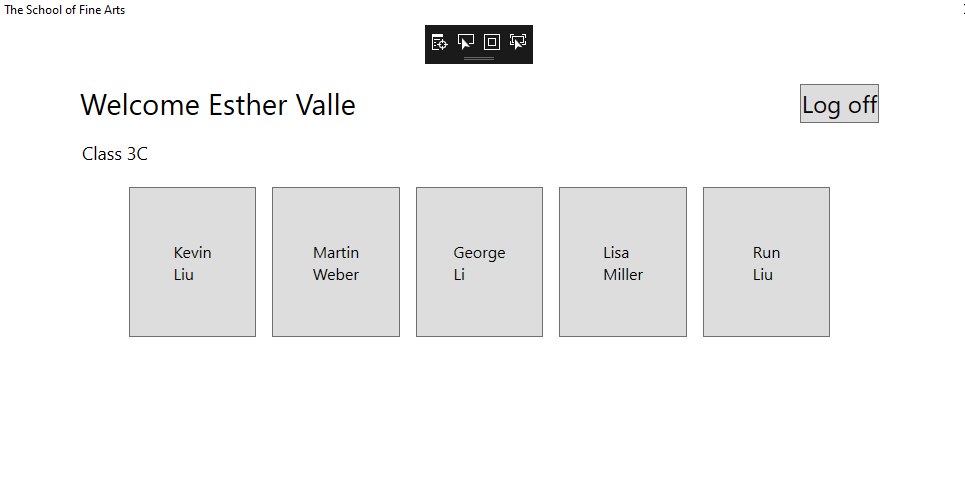 The School of Fine Arts
Welcome Esther Valle
Log off
Class 3C
Kevin
Liu
Martin
Weber
George
Li
Lisa
Miller
Run
Liu